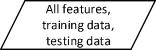 All features,
training data,
testing data